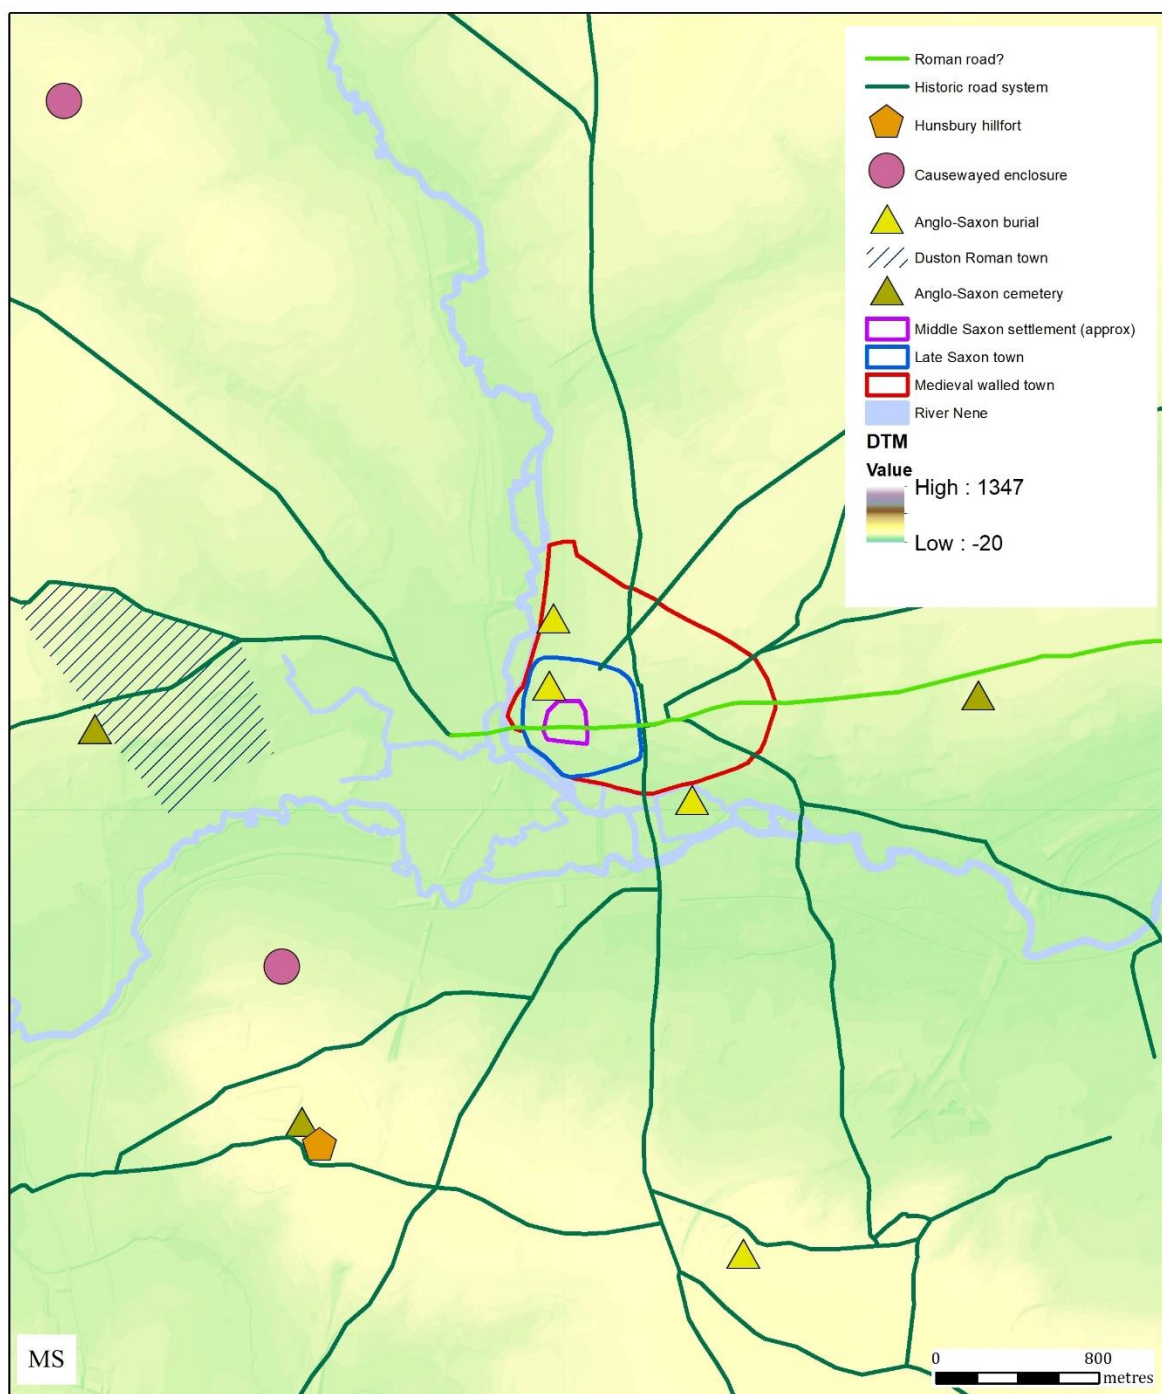 Roman road?
Historic road system
Hunsbury hillfort
Causewayed enclosure
Anglo-Saxon burial
Duston Roman town
Anglo-Saxon cemetery
Middle Saxon settlement (approx)
Late Saxon town
Medieval walled town
River Nene
DTM
Value
High : 1347
Low : -20
MS
0 800
metres